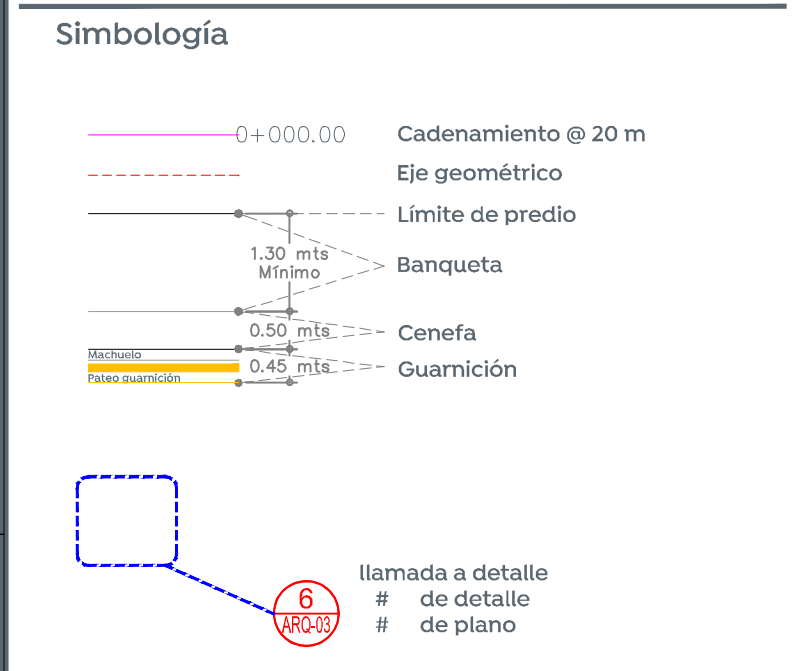 Simbología
0+000.00 Cadenamiento @ 20 m
Eje geométrico
Límite de predio
1.30 mts
Mínimo
Banqueta
0.50 mts Cenefa
Machuelo
0.45 mts Guarnición
Pateo guarnición
llamada a detalle
6 # de detalle
ARQ-03 # de plano